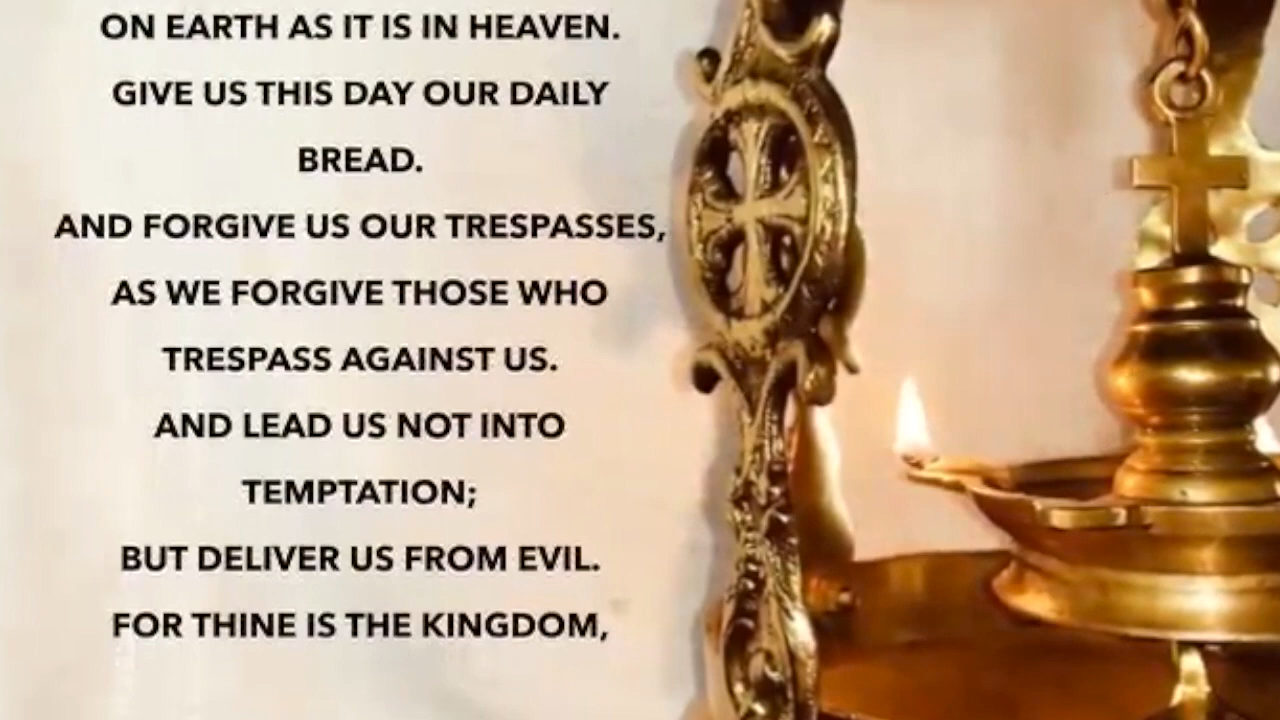 ON EARTH AS IT IS IN HEAVEN.
GIVE US THIS DAY OUR DAILY
BREAD.
AND FORGIVE US OUR TRESPASSES,
AS WE FORGIVE THOSE WHO
TRESPASS AGAINST US.
AND LEAD US NOT INTO
TEMPTATION;
BUT DELIVER US FROM EVIL.
FOR THINE IS THE KINGDOM,